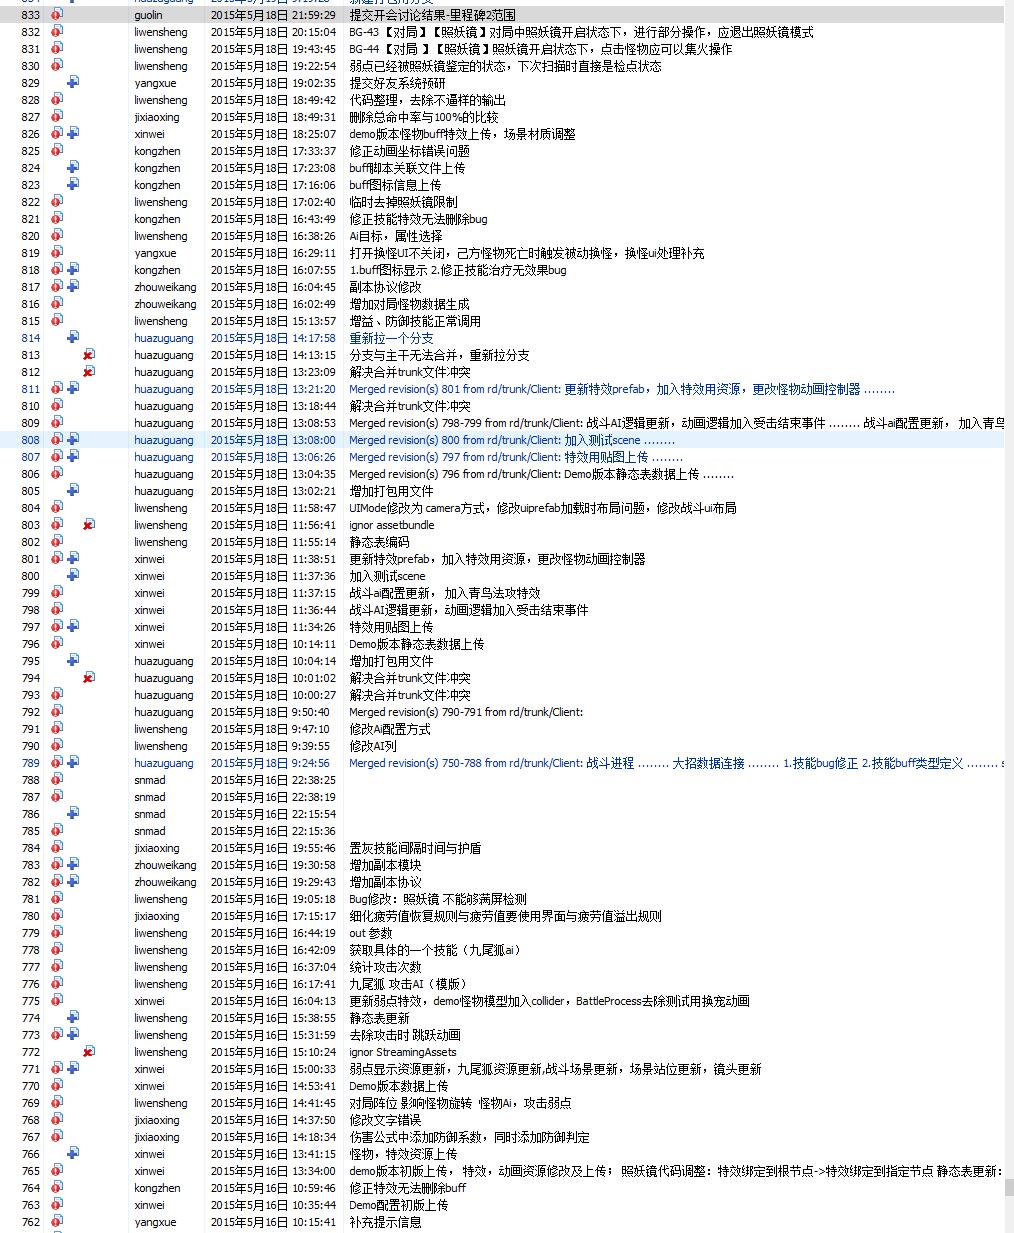 833 guolin 2015年5月18日 21:59:29 提交开会讨论结果-里程碑2范围
832 liwensheng 2015年5月18日 20:15:04 BG-43【对局】【照妖镜】对局中照妖镜开启状态下，进行部分操作，应退出照妖镜模式
831 liwensheng 2015年5月18日 19:43:45 BG-44【对局 】【照妖镜】照妖镜开启状态下，点击怪物应可以集火操作
830 liwensheng 2015年5月18日 19:22:54 弱点已经被照妖镜鉴定的状态，下次扫描时直接是检点状态
829 yangxue 2015年5月18日 19:02:35 提交好友系统预研
828 liwensheng 2015年5月18日 18:49:42 代码整理，去除不逼样的输出
827 jixiaoxing 2015年5月18日 18:49:31 删除总命中率与100%的比较
826 xinwei 2015年5月18日 18:25:07 demo版本怪物buff特效上传，场景材质调整
825 kongzhen 2015年5月18日 17:33:37 修正动画坐标错误问题
824 kongzhen 2015年5月18日 17:23:08 buff脚本关联文件上传
823 kongzhen 2015年5月18日 17:16:06 buff图标信息上传
822 liwensheng 2015年5月18日 17:02:40 临时去掉照妖镜限制
821 kongzhen 2015年5月18日 16:43:49 修正技能特效无法删除bug
820 liwensheng 2015年5月18日 16:38:26 Ai目标，属性选择
819 yangxue 2015年5月18日 16:29:11 打开换怪UI不关闭，己方怪物死亡时触发被动换怪，换怪ui处理补充
818 kongzhen 2015年5月18日 16:07:55 1.buff图标显示 2.修正技能治疗无效果bug
817 zhouweikang 2015年5月18日 16:04:45 副本协议修改
816 zhouweikang 2015年5月18日 16:02:49 增加对局怪物数据生成
815 liwensheng 2015年5月18日 15:13:57 增益、防御技能正常调用
814 huazuguang 2015年5月18日 14:17:58 重新拉一个分支
813 huazuguang 2015年5月18日 14:13:15 分支与主干无法合并，重新拉分支
812 huazuguang 2015年5月18日 13:23:09 解决合并trunk文件冲突
811 huazuguang 2015年5月18日 13:21:20 Merged revision(s) 801 from rd/trunk/Client: 更新特效prefab，加入特效用资源，更改怪物动画控制器 ........
810 huazuguang 2015年5月18日 13:18:44 解决合并trunk文件冲突
809 huazuguang 2015年5月18日 13:08:53 Merged revision(s) 798-799 from rd/trunk/Client: 战斗AI逻辑更新，动画逻辑加入受击结束事件 ........ 战斗ai配置更新， 加入青鸟
808 huazuguang 2015年5月18日 13:08:00 Merged revision(s) 800 from rd/trunk/Client: 加入测试scene ........
807 huazuguang 2015年5月18日 13:06:26 Merged revision(s) 797 from rd/trunk/Client: 特效用贴图上传 ........
806 huazuguang 2015年5月18日 13:04:35 Merged revision(s) 796 from rd/trunk/Client: Demo版本静态表数据上传 ........
805 huazuguang 2015年5月18日 13:02:21 增加打包用文件
804 liwensheng 2015年5月18日 11:58:47 UIMode修改为 camera方式，修改uiprefab加载时布局问题，修改战斗ui布局
803 liwensheng 2015年5月18日 11:56:41 ignor assetbundle
802 liwensheng 2015年5月18日 11:55:14 静态表编码
801 xinwei 2015年5月18日 11:38:51 更新特效prefab，加入特效用资源，更改怪物动画控制器
800 xinwei 2015年5月18日 11:37:36 加入测试scene
799 xinwei 2015年5月18日 11:37:15 战斗ai配置更新， 加入青鸟法攻特效
798 xinwei 2015年5月18日 11:36:44 战斗AI逻辑更新，动画逻辑加入受击结束事件
797 xinwei 2015年5月18日 11:34:26 特效用贴图上传
796 xinwei 2015年5月18日 10:14:11 Demo版本静态表数据上传
795 huazuguang 2015年5月18日 10:04:14 增加打包用文件
794 huazuguang 2015年5月18日 10:01:02 解决合并trunk文件冲突
793 huazuguang 2015年5月18日 10:00:27 解决合并trunk文件冲突
792 huazuguang 2015年5月18日 9:50:40 Merged revision(s) 790-791 from rd/trunk/Client:
791 liwensheng 2015年5月18日 9:47:10 修改Ai配置方式
790 liwensheng 2015年5月18日 9:39:55 修改AI列
789 huazuguang 2015年5月18日 9:24:56 Merged revision(s) 750-788 from rd/trunk/Client: 战斗进程 ........ 大招数据连接 ........ 1.技能bug修正 2.技能buff类型定义 ........ s
788 snmad 2015年5月16日 22:38:25
787 snmad 2015年5月16日 22:38:19
786 snmad 2015年5月16日 22:15:54
785 snmad 2015年5月16日 22:15:36
784 jixiaoxing 2015年5月16日 19:55:46 置灰技能间隔时间与护盾
783 zhouweikang 2015年5月16日 19:30:58 增加副本模块
782 zhouweikang 2015年5月16日 19:29:43 增加副本协议
781 liwensheng 2015年5月16日 19:05:18 Bug修改：照妖镜 不能够满屏检测
780 jixiaoxing 2015年5月16日 17:15:17 细化疲劳值恢复规则与疲劳值要使用界面与疲劳值溢出规则
779 liwensheng 2015年5月16日 16:44:19 out 参数
778 liwensheng 2015年5月16日 16:42:09 获取具体的一个技能（九尾狐ai）
777 liwensheng 2015年5月16日 16:37:04 统计攻击次数
776 liwensheng 2015年5月16日 16:17:41 九尾狐 攻击AI（模版）
775 xinwei 2015年5月16日 16:04:13 更新弱点特效，demo怪物模型加入collider，BattleProcess去除测试用换宠动画
774 liwensheng 2015年5月16日 15:38:55 静态表更新
773 liwensheng 2015年5月16日 15:31:59 去除攻击时 跳跃动画
772 liwensheng 2015年5月16日 15:10:24 ignor StreamingAssets
771 xinwei 2015年5月16日 15:00:33 弱点显示资源更新，九尾狐资源更新,战斗场景更新，场景站位更新，镜头更新
770 xinwei 2015年5月16日 14:53:41 Demo版本数据上传
769 liwensheng 2015年5月16日 14:41:45 对局阵位 影响怪物旋转 怪物Ai，攻击弱点
768 jixiaoxing 2015年5月16日 14:37:50 修改文字错误
767 jixiaoxing 2015年5月16日 14:18:34 伤害公式中添加防御系数，同时添加防御判定
766 xinwei 2015年5月16日 13:41:15 怪物，特效资源上传
765 xinwei 2015年5月16日 13:34:00 demo版本初版上传， 特效，动画资源修改及上传； 照妖镜代码调整：特效绑定到根节点->特效绑定到指定节点 静态表更新：
764 kongzhen 2015年5月16日 10:59:46 修正特效无法删除buff
763 xinwei 2015年5月16日 10:35:44 Demo配置初版上传
762 yangxue 2015年5月16日 10:15:41 补充提示信息